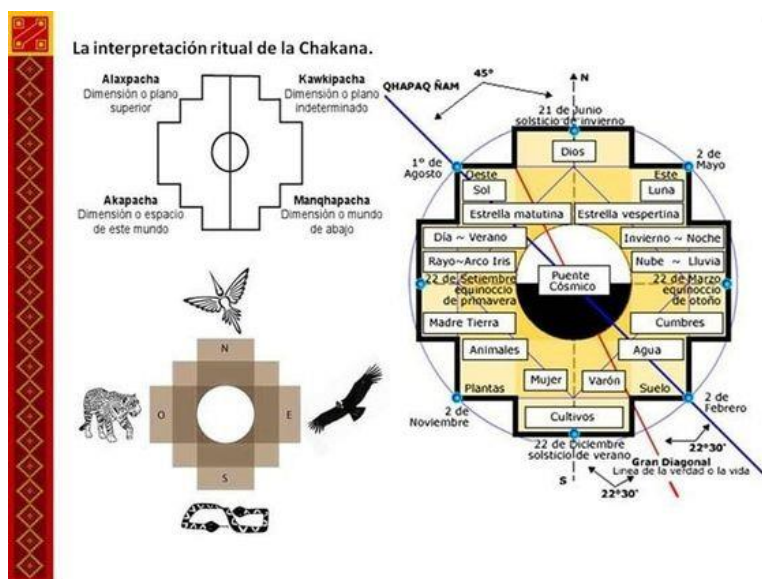 La interpretación ritual de la Chakana.
Alaxpacha
Dimensión o plano
superior
Kawkipacha
Dimensión o plano
indeterminado
Akapacha
Dimensión o espacio
de este mundo
Manqhapacha
Dimensión o mundo
de abajo
N
O
E
S
QHAPAQ ÑAM
45°
N
21 de Junio
solsticio de invierno
Dios
1º de
Agosto
Oeste
Este
2 de
Mayo
Sol
Luna
Estrella matutina
Estrella vespertina
Día ~ Verano
Invierno ~ Noche
Rayo~Arco Iris
Nube ~ Lluvia
Puente
Cósmico
22 de Setiembre
equinoccio
de primavera
22 de Marzo
equinoccio
de otoño
Madre Tierra
Cumbres
Animales
Agua
Mujer
Varón
Plantas
Suelo
2 de
Noviembre
2 de
Febrero
Cultivos
22 de Diciembre
solsticio de verano
S
22°30'
Gran Diagonal
Linea de la verdad o la vida
22°30'